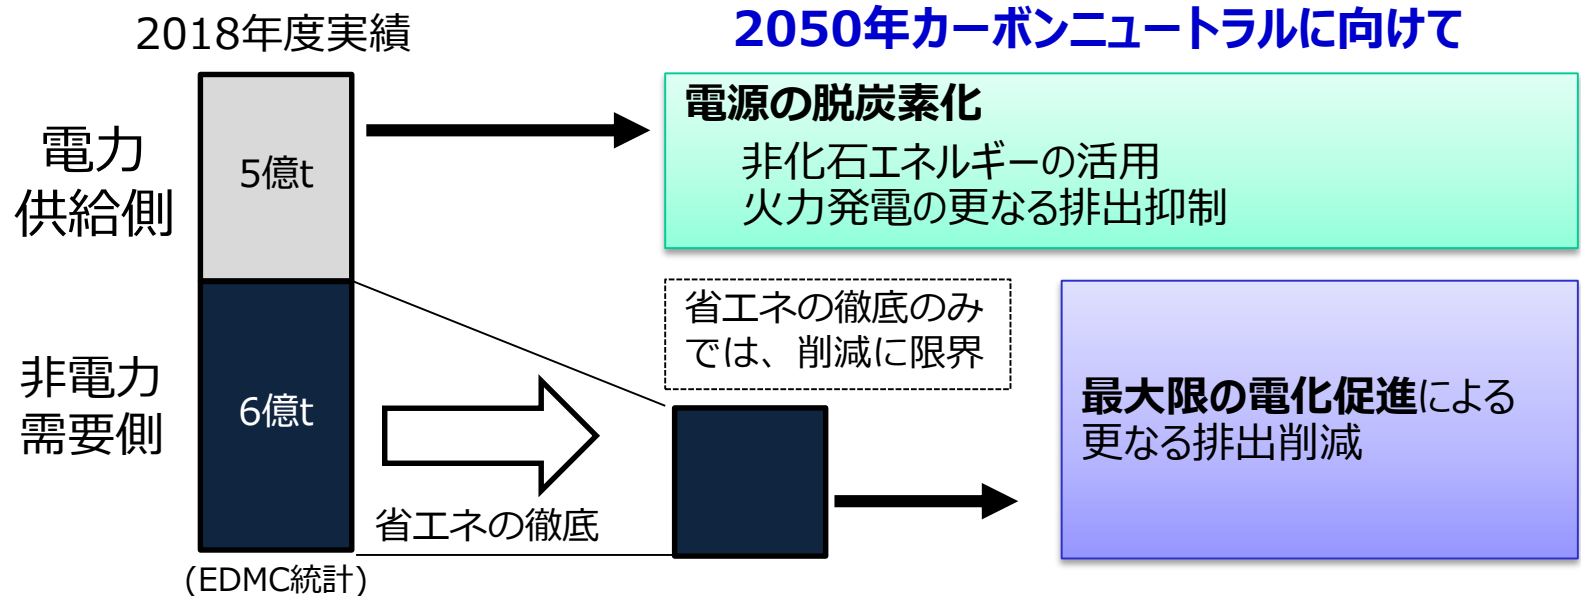 2018年度実績
2050年カーボンニュートラルに向けて
電力
供給側
5億t
電源の脱炭素化
非化石エネルギーの活用
火力発電の更なる排出抑制
非電力
需要側
6億t
省エネの徹底
省エネの徹底のみ
では、削減に限界
最大限の電化促進による
更なる排出削減
(EDMC統計)